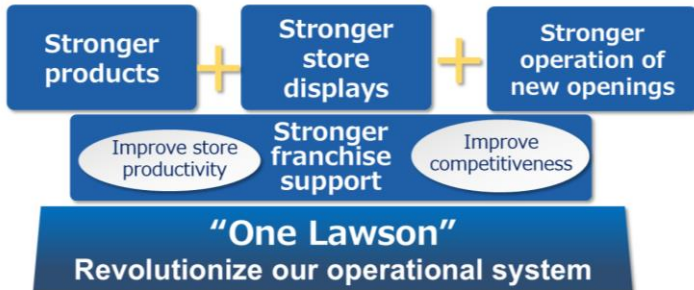 Stronger
products
+
Stronger
store
displays
+
Stronger
operation of
new openings
Improve store
productivity
Stronger
franchise
support
Improve
competitiveness
“One Lawson”
Revolutionize our operational system